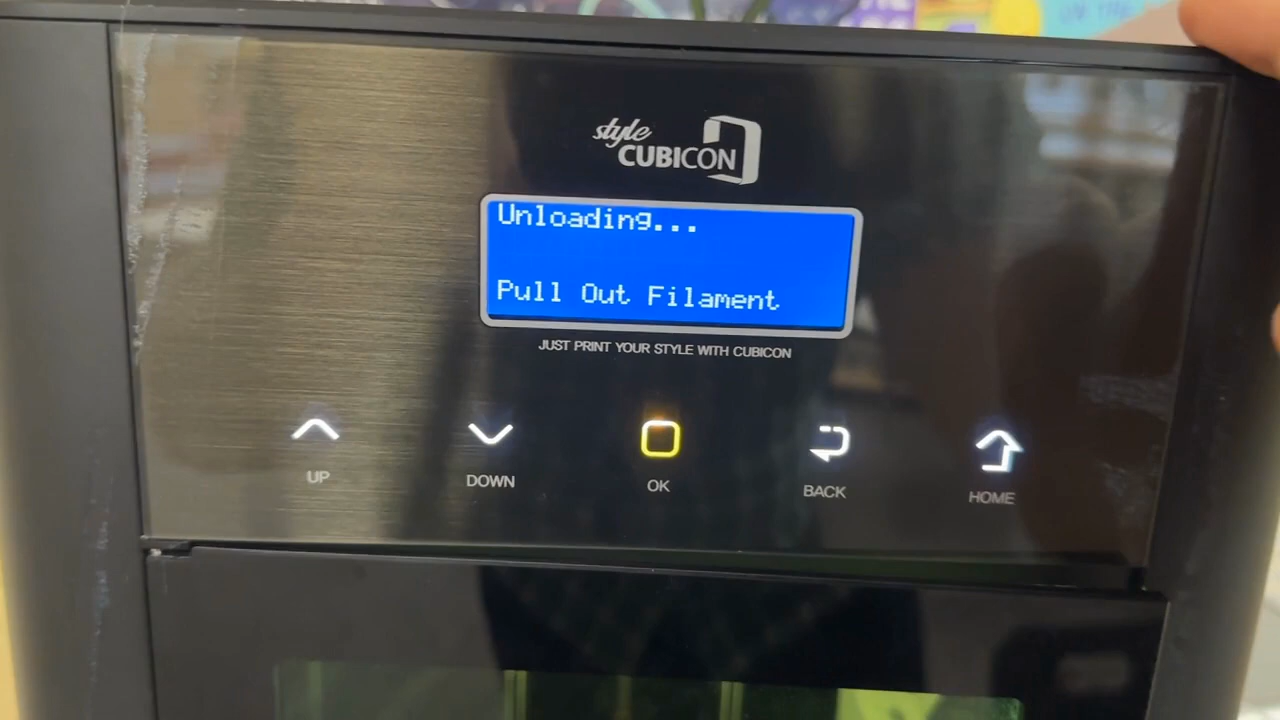 style
CUBICON
Unloading...
Pull Out Filament
JUST PRINT YOUR STYLE WITH CUBICON
UP
DOWN
OK
BACK
HOME